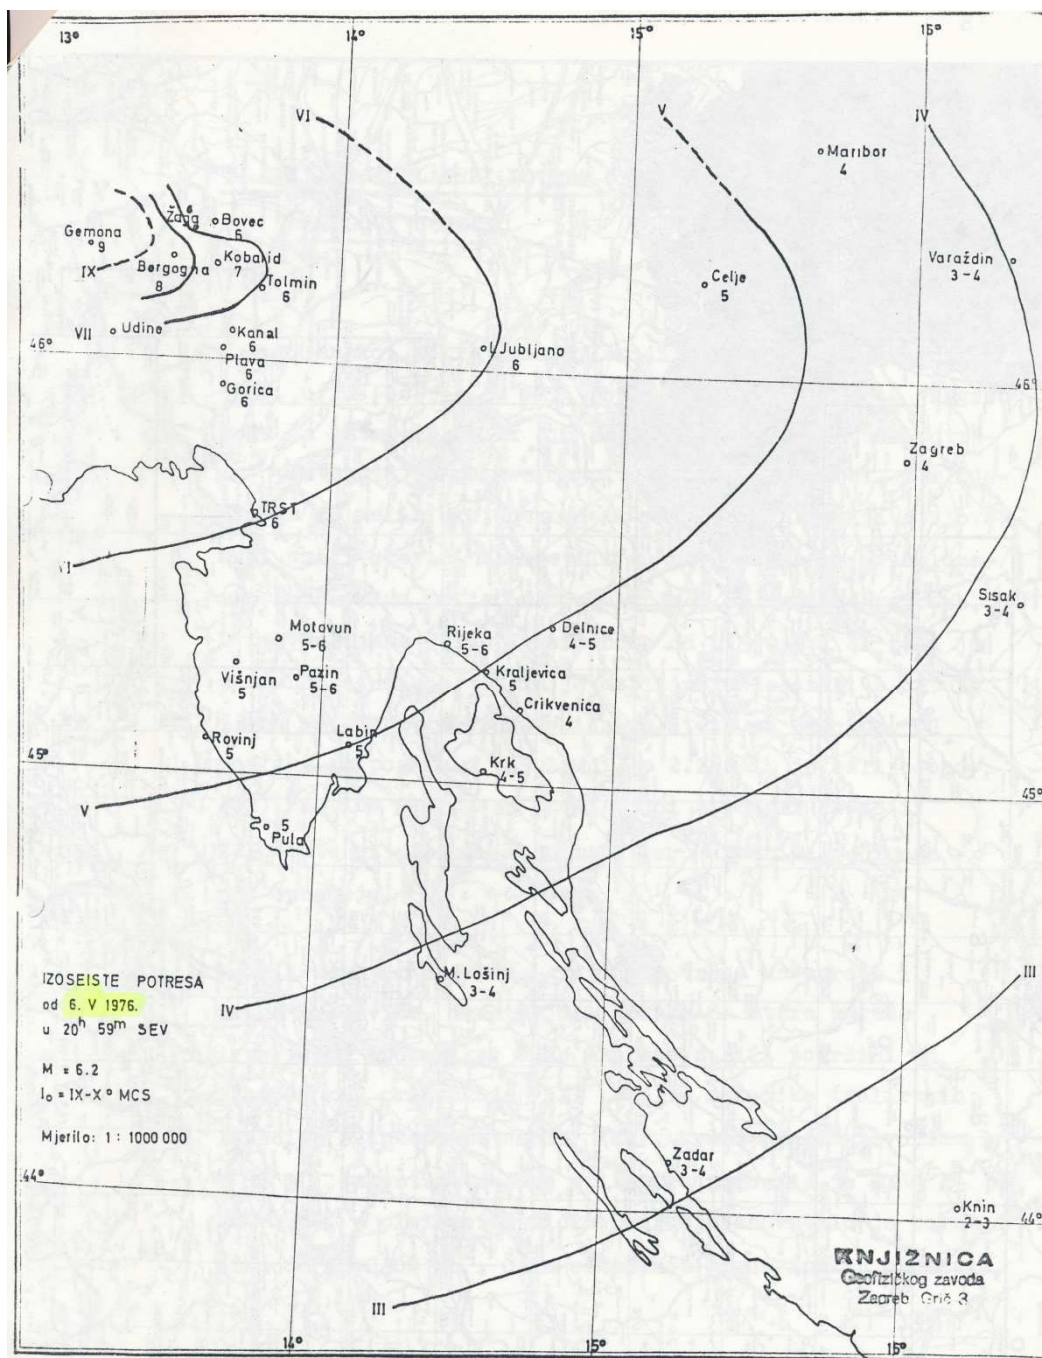 13°
14°
15°
16°
VI
V
IV
Maribor
4
Žaga
6
Bovec
6
Gemona
9
IX
Bergogna
8
Kobarid
7
Tolmin
6
Celje
5
Varaždin
3-4
VII
Udine
Kanal
6
Plava
6
Gorica
6
LJubljana
6
46°
46°
Zagreb
4
TRST
6
VI
Sisak
3-4
Motovun
5-6
Rijeka
5-6
Delnice
4-5
Višnjan
5
Pazin
5-6
Kraljevica
5
Crikvenica
4
Rovinj
5
Labin
5
Krk
4-5
45°
45°
V
5
Pula
IZOSEISTE POTRESA
od 6. V 1976.
u 20h 59m SEV
M = 6.2
I₀ = IX-X° MCS
Mjerilo: 1 : 1000 000
M. Lošinj
3-4
IV
III
44°
44°
Zadar
3-4
Knin
2-3
III
KNJIŽNICA
Geofizičkog zavoda
Zagreb Grič 3
14°
15°
16°